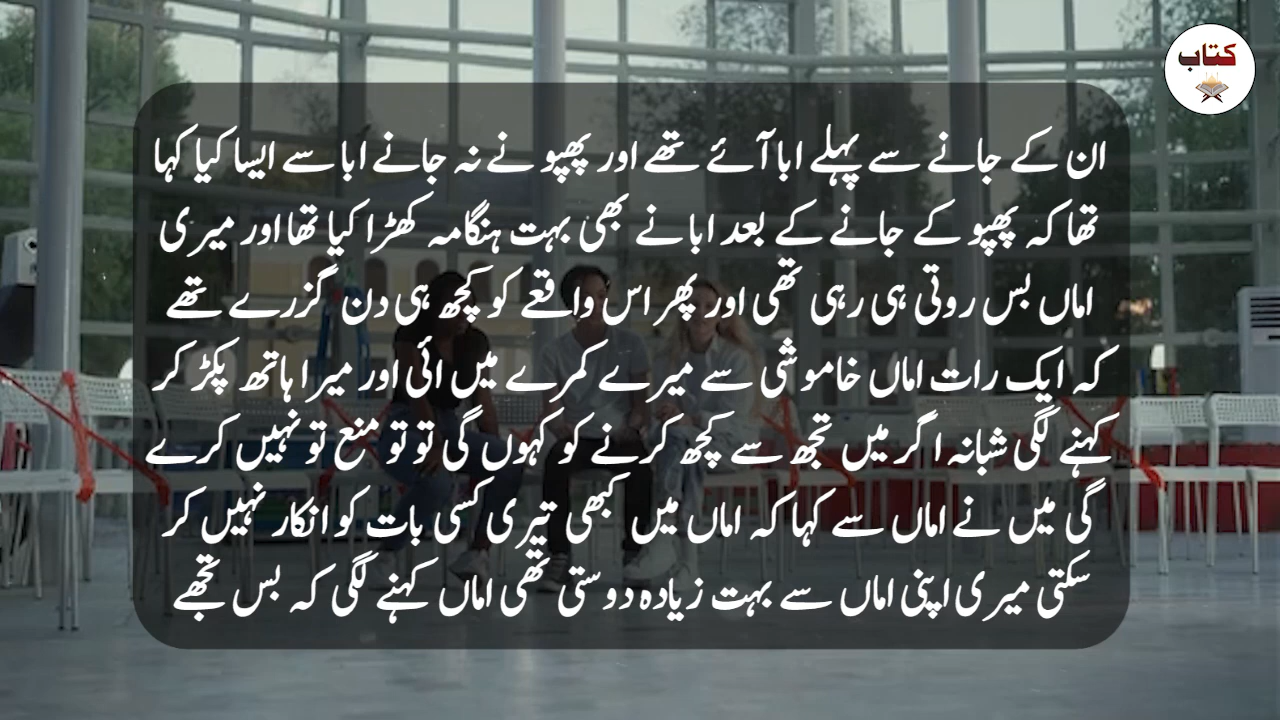 کتاب
ان کے جانے سے پہلے ابا آئے تھے اور پھپو نے نہ جانے ابا سے ایسا کیا کہا
تھا کہ پھپو کے جانے کے بعد ابا نے بھی بہت ہنگامہ کھڑا کیا تھا اور میری
اماں بس روتی ہی رہی تھی اور پھر اس واقعے کو کچھ ہی دن گزرے تھے
کہ ایک رات اماں خاموشی سے میرے کمرے میں ائی اور میرا ہاتھ پکڑ کر
کہنے لگی شبانہ اگر میں تجھ سے کچھ کرنے کو کہوں گی تو تو منع تو نہیں کرے
گی میں نے اماں سے کہا کہ اماں میں کبھی تیری کسی بات کو انکار نہیں کر
سکتی میری اپنی اماں سے بہت زیادہ دوستی تھی اماں کہنے لگی کہ بس تجھے